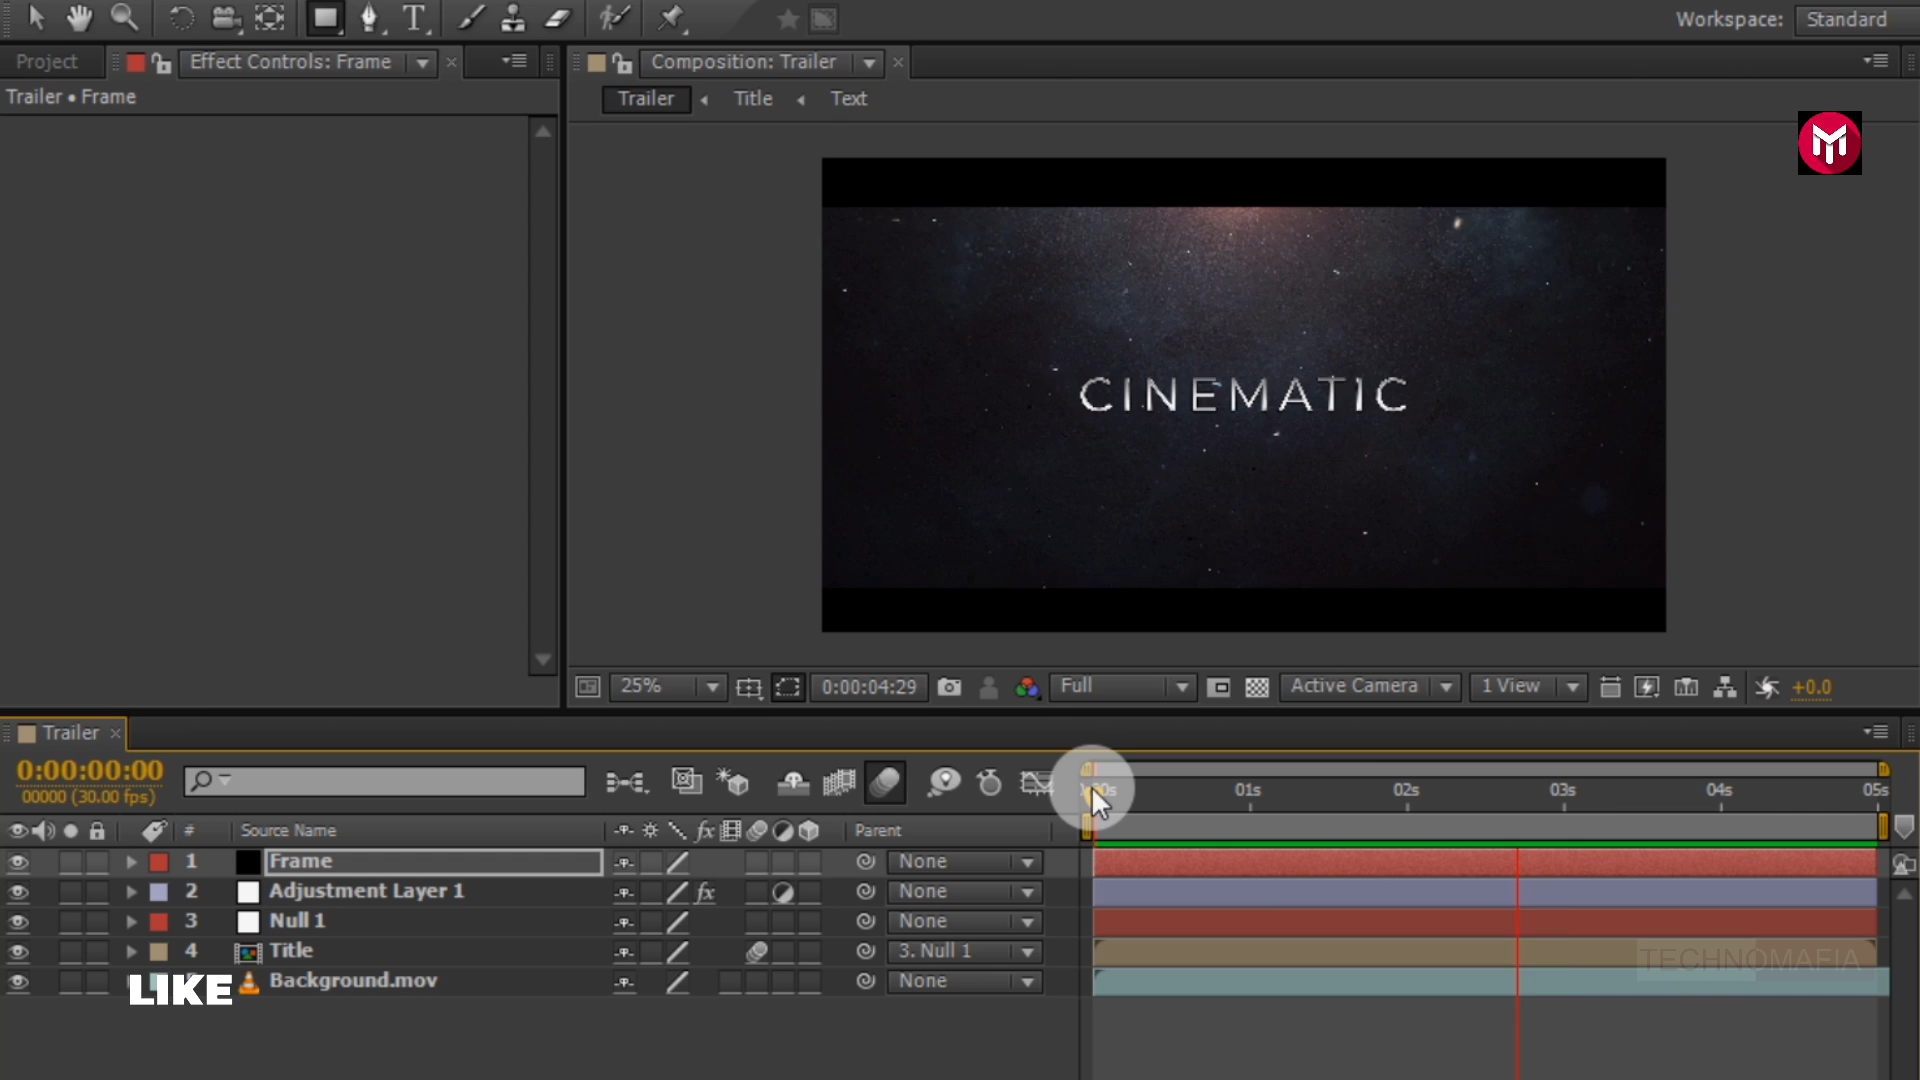 Workspace: Standard
Project
Effect Controls: Frame
Composition: Trailer
Trailer • Frame
Trailer
Title
Text
CINEMATIC
25%
0:00:04:29
Full
Active Camera
1 View
+0.0
Trailer
0:00:00:00
00000 (30.00 fps)
01s 02s 03s 04s 05s
# Source Name fx Parent
1 Frame None
2 Adjustment Layer 1 fx None
3 Null 1 None
4 Title 3. Null 1
TECHNOMAFIA
Background.mov None
LIKE